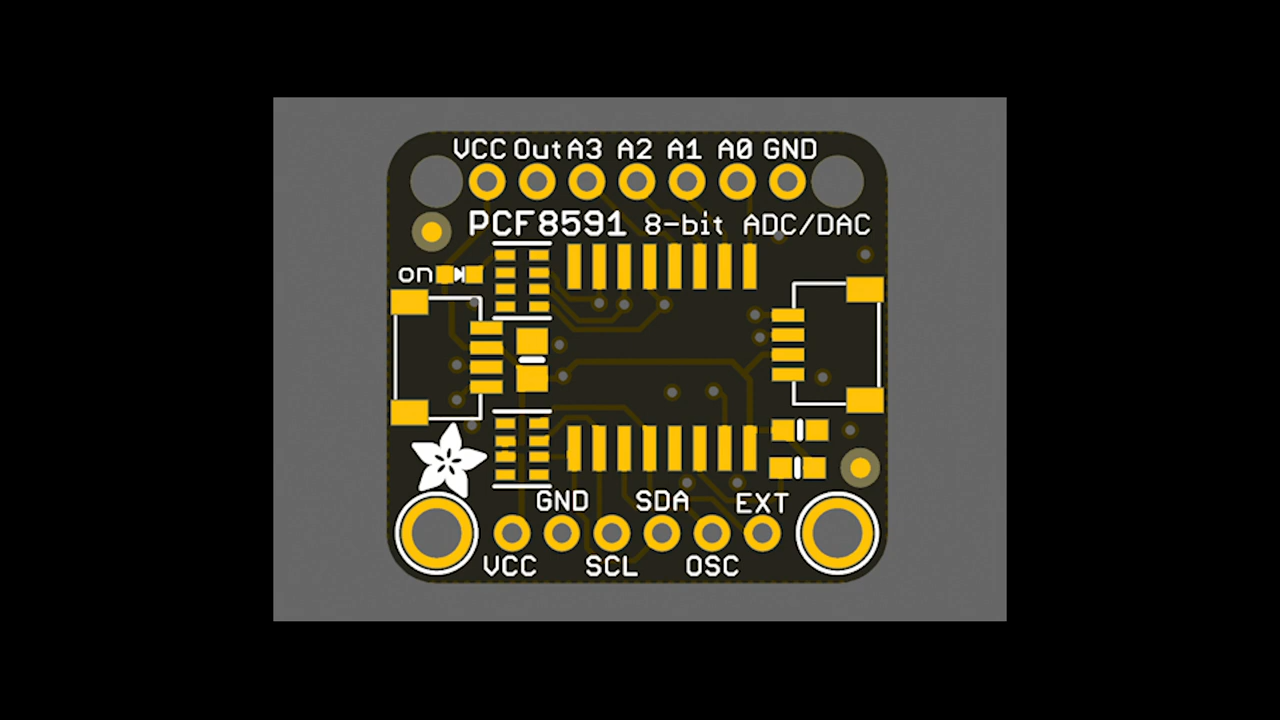 VCC Out A3 A2 A1 A0 GND
PCF8591 8-bit ADC/DAC
on
GND SDA EXT
VCC SCL OSC